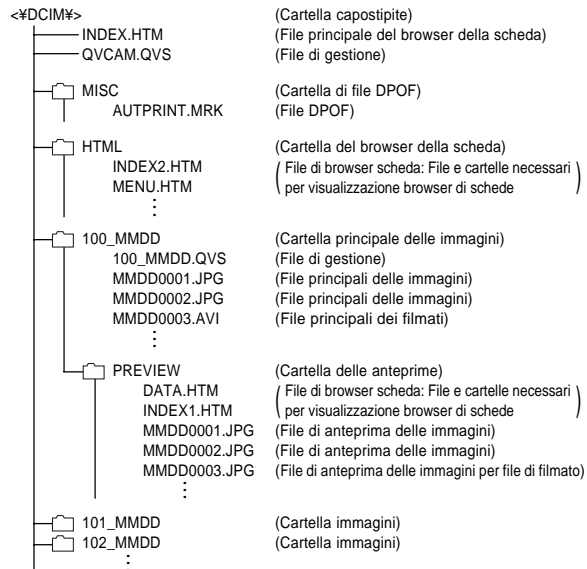 <¥DCIM¥> (Cartella capostipite)
INDEX.HTM (File principale del browser della scheda)
QVCAM.QVS (File di gestione)
MISC (Cartella di file DPOF)
AUTPRINT.MRK (File DPOF)
HTML (Cartella del browser della scheda)
INDEX2.HTM (File di browser scheda: File e cartelle necessari
MENU.HTM per visualizzazione browser di schede)
100_MMDD (Cartella principale delle immagini)
100_MMDD.QVS (File di gestione)
MMDD0001.JPG (File principali delle immagini)
MMDD0002.JPG (File principali delle immagini)
MMDD0003.AVI (File principali dei filmati)
PREVIEW (Cartella delle anteprime)
DATA.HTM (File di browser scheda: File e cartelle necessari
INDEX1.HTM per visualizzazione browser di schede)
MMDD0001.JPG (File di anteprima delle immagini)
MMDD0002.JPG (File di anteprima delle immagini)
MMDD0003.JPG (File di anteprima delle immagini per file di filmato)
101_MMDD (Cartella immagini)
102_MMDD (Cartella immagini)